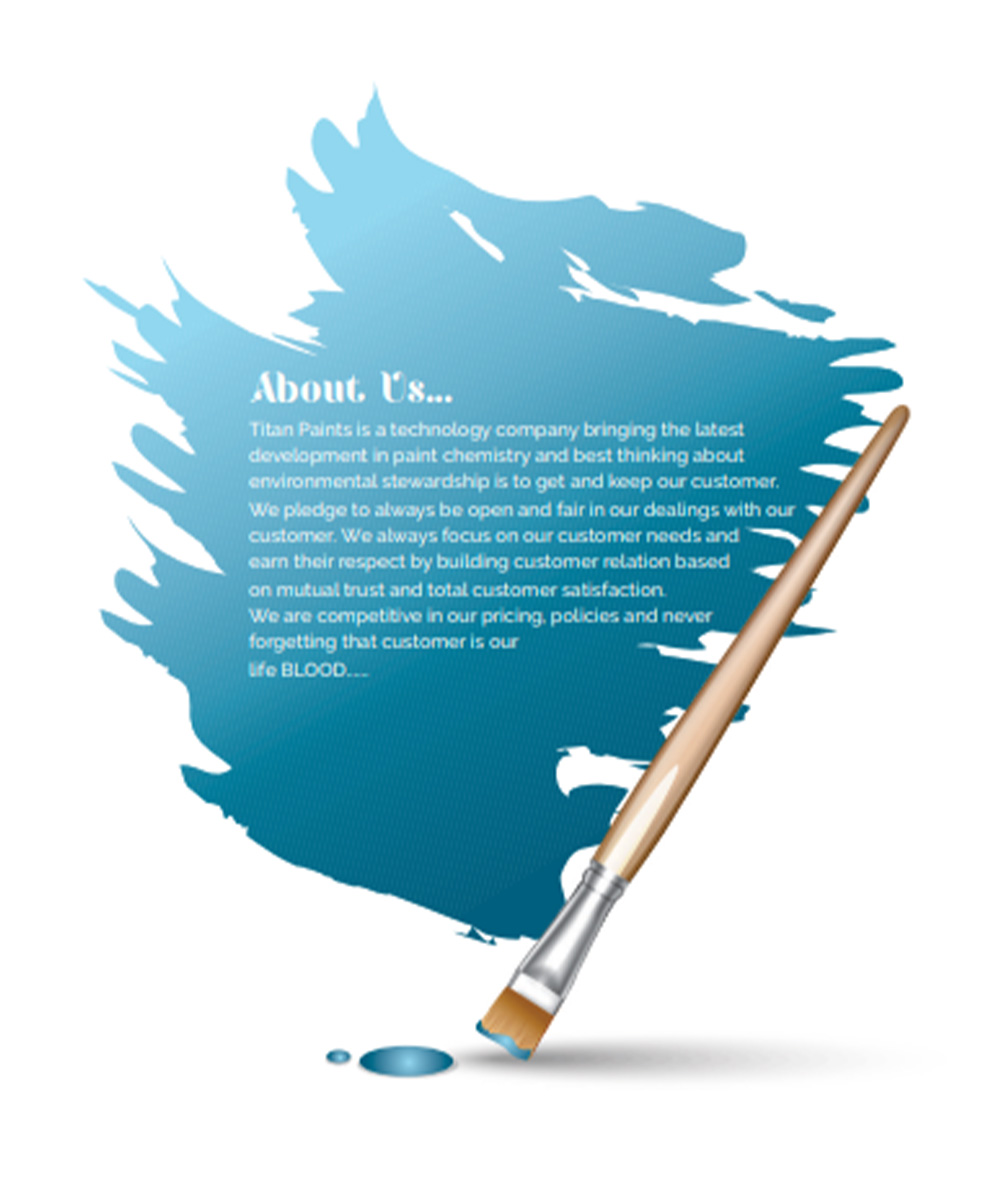 About Us...
Titan Paints is a technology company bringing the latest
development in paint chemistry and best thinking about
environmental stewardship is to get and keep our customer.
We pledge to always be open and fair in our dealings with our
customer. We always focus on our customer needs and
earn their respect by building customer relation based
on mutual trust and total customer satisfaction.
We are competitive in our pricing, policies and never
forgetting that customer is our
life BLOOD......